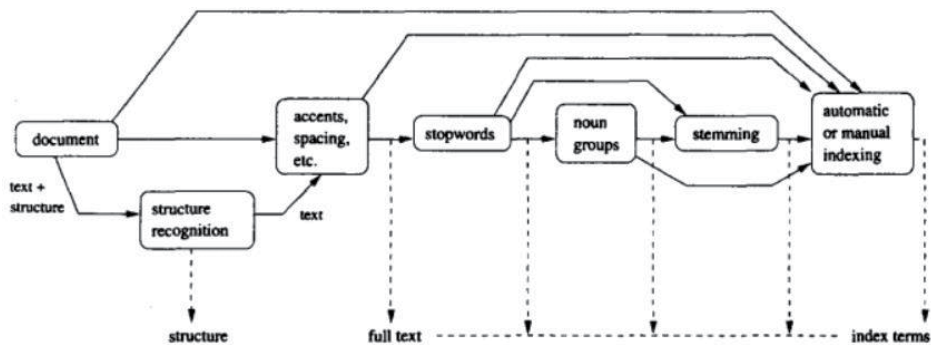 document
accents,
spacing,
etc.
stopwords
noun
groups
stemming
automatic
or manual
indexing
text +
structure
structure
recognition
text
structure
full text
index terms